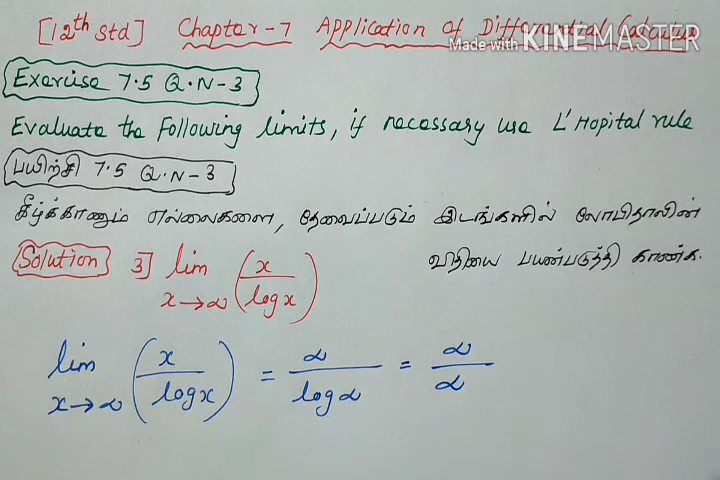 [12th std] Chapter-7 Application of Differential Calculus
Made with KINEMASTER
Exercise 7.5 Q.N-3
Evaluate the Following limits, if necessary use L'Hopital rule
பயிற்சி 7.5 Q.N-3
கீழ்க்காணும் எல்லைகளை, தேவைப்படும் இடங்களில் லோபிதாலின்
விதியை பயன்படுத்தி காண்க.
Solution 3] lim x→∝ (x/log x)
lim x→∝ (x/log x) = ∝/log ∝ = ∝/∝